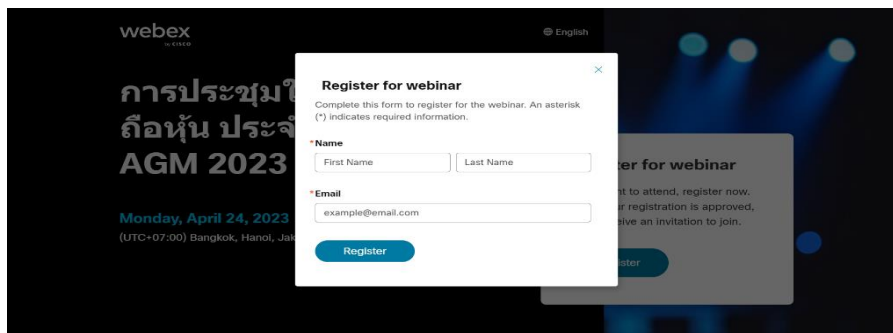 webex
by CISCO
English
การประชุมใ
ถือหุ้น ประจำ
AGM 2023
Monday, April 24, 2023
(UTC+07:00) Bangkok, Hanoi, Jak
Register for webinar
Complete this form to register for the webinar. An asterisk
(*) indicates required information.
*Name
First Name
Last Name
*Email
example@email.com
Register
er for webinar
nt to attend, register now.
ur registration is approved,
eive an invitation to join.
ister